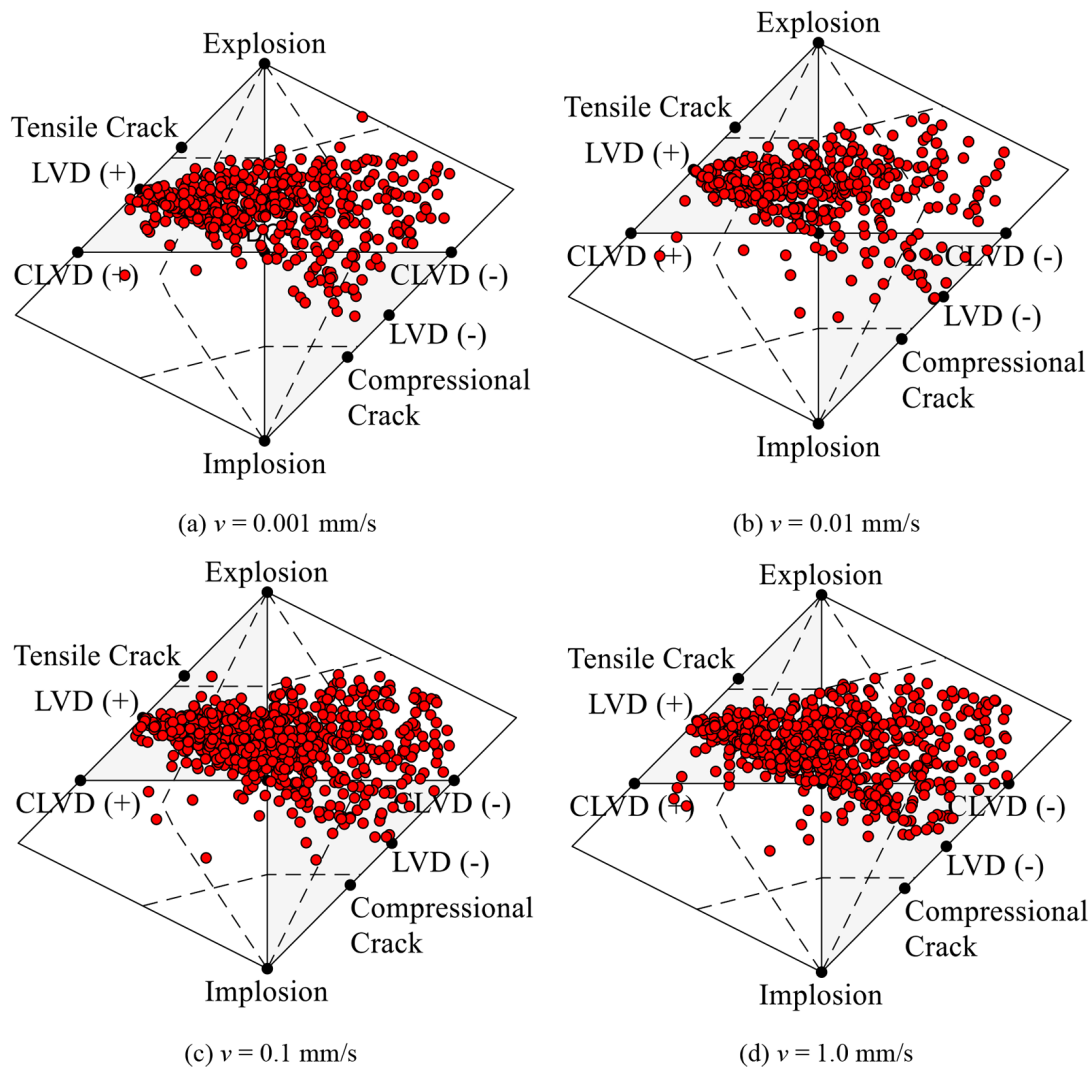 Explosion
Tensile Crack
LVD (+)
CLVD (+)
CLVD (-)
LVD (-)
Compressional
Crack
Implosion
(a) v = 0.001 mm/s
Explosion
Tensile Crack
LVD (+)
CLVD (+)
CLVD (-)
LVD (-)
Compressional
Crack
Implosion
(b) v = 0.01 mm/s
Explosion
Tensile Crack
LVD (+)
CLVD (+)
CLVD (-)
LVD (-)
Compressional
Crack
Implosion
(c) v = 0.1 mm/s
Explosion
Tensile Crack
LVD (+)
CLVD (+)
CLVD (-)
LVD (-)
Compressional
Crack
Implosion
(d) v = 1.0 mm/s